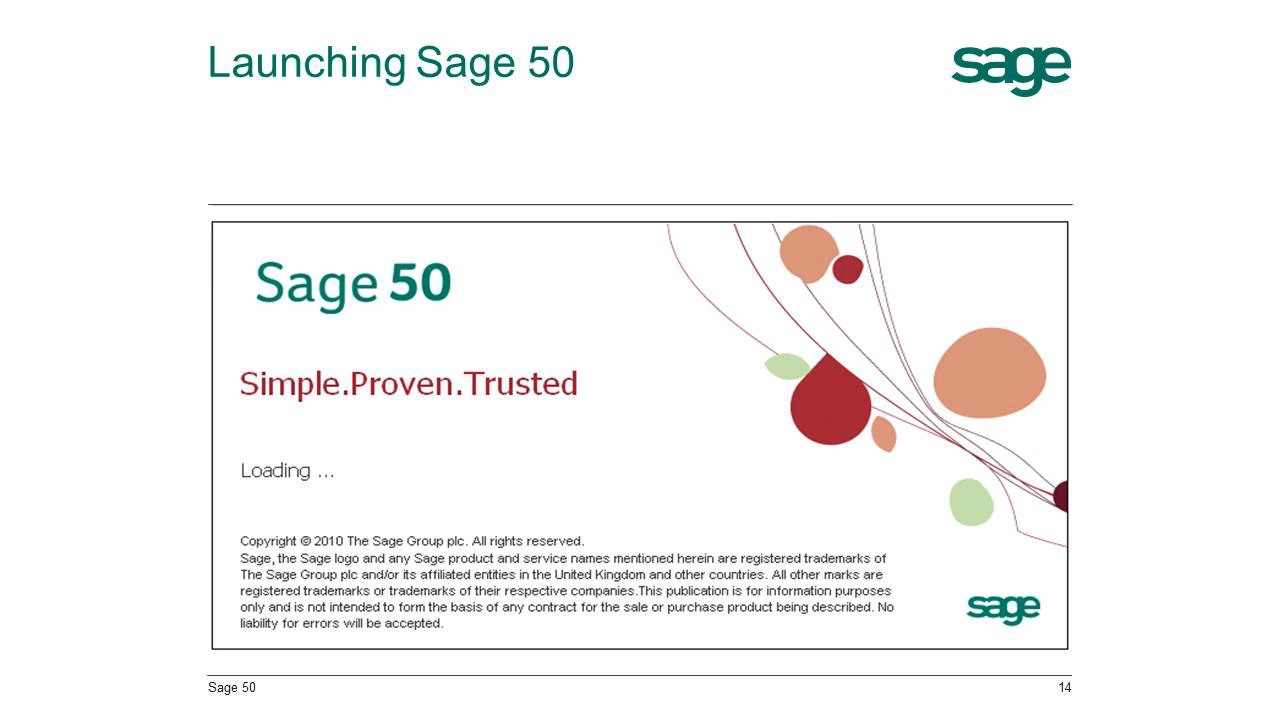 Launching Sage 50
sage
Sage 50
Simple.Proven.Trusted
Loading ...
Copyright © 2010 The Sage Group plc. All rights reserved.
Sage, the Sage logo and any Sage product and service names mentioned herein are registered trademarks of
The Sage Group plc and/or its affiliated entities in the United Kingdom and other countries. All other marks are
registered trademarks or trademarks of their respective companies.This publication is for information purposes
only and is not intended to form the basis of any contract for the sale or purchase product being described. No
liability for errors will be accepted.
sage
Sage 50
14